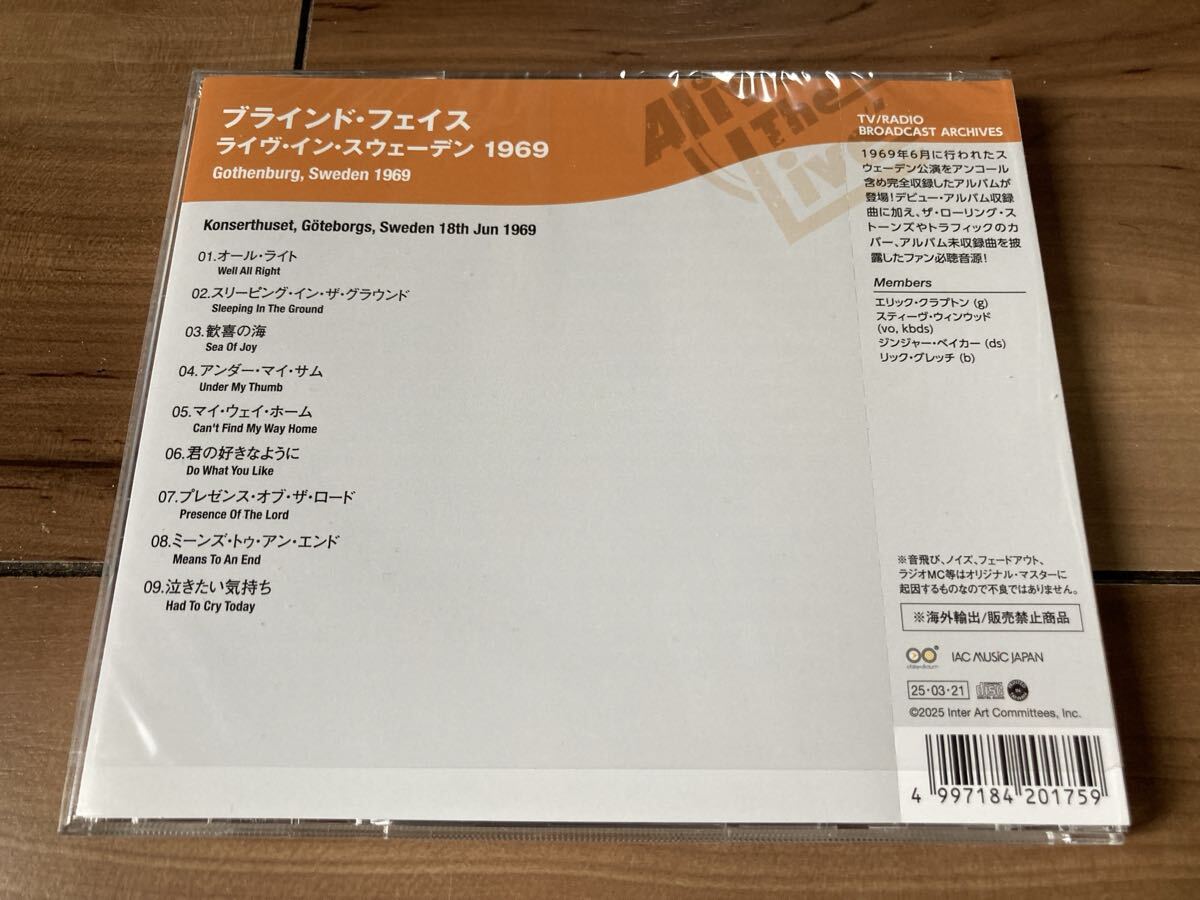 ブラインド・フェイス
ライヴ・イン・スウェーデン 1969
Gothenburg, Sweden 1969
Alive
The
Live
Konserthuset, Göteborgs, Sweden 18th Jun 1969
01.オール・ライト
Well All Right
02.スリーピング・イン・ザ・グラウンド
Sleeping In The Ground
03.歓喜の海
Sea Of Joy
04.アンダー・マイ・サム
Under My Thumb
05.マイ・ウェイ・ホーム
Can't Find My Way Home
06.君の好きなように
Do What You Like
07.プレゼンス・オブ・ザ・ロード
Presence Of The Lord
08.ミーンズ・トゥ・アン・エンド
Means To An End
09.泣きたい気持ち
Had To Cry Today
TV/RADIO
BROADCAST ARCHIVES
1969年6月に行われたス
ウェーデン公演をアンコール
含め完全収録したアルバムが
登場!デビュー・アルバム収録
曲に加え、ザ・ローリング・ス
トーンズやトラフィックのカ
バー、アルバム未収録曲を披
露したファン必聴音源!
Members
エリック・クラプトン (g)
スティーヴ・ウィンウッド
(vo, kbds)
ジンジャー・ベイカー (ds)
リック・グレッチ (b)
※音飛び、ノイズ、フェードアウト、
ラジオMC等はオリジナル・マスターに
起因するものなので不良ではありません。
※海外輸出/販売禁止商品
IAC MUSIC JAPAN
25・03・21
©2025 Inter Art Committees, Inc.
4 997184 201759